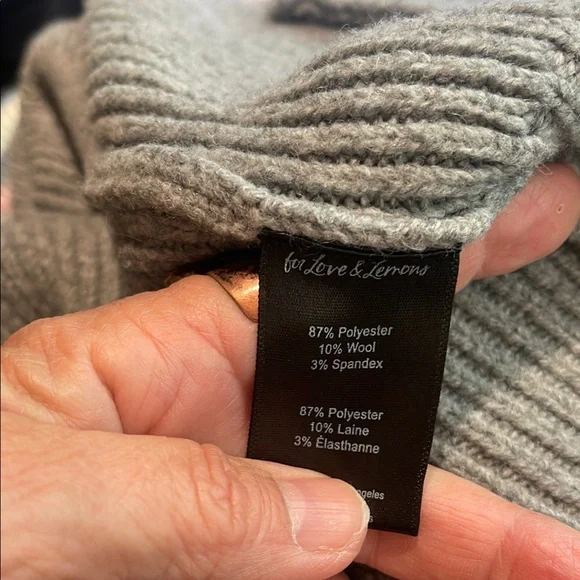 for Love & Lemons
87% Polyester
10% Wool
3% Spandex
87% Polyester
10% Laine
3% Élasthanne